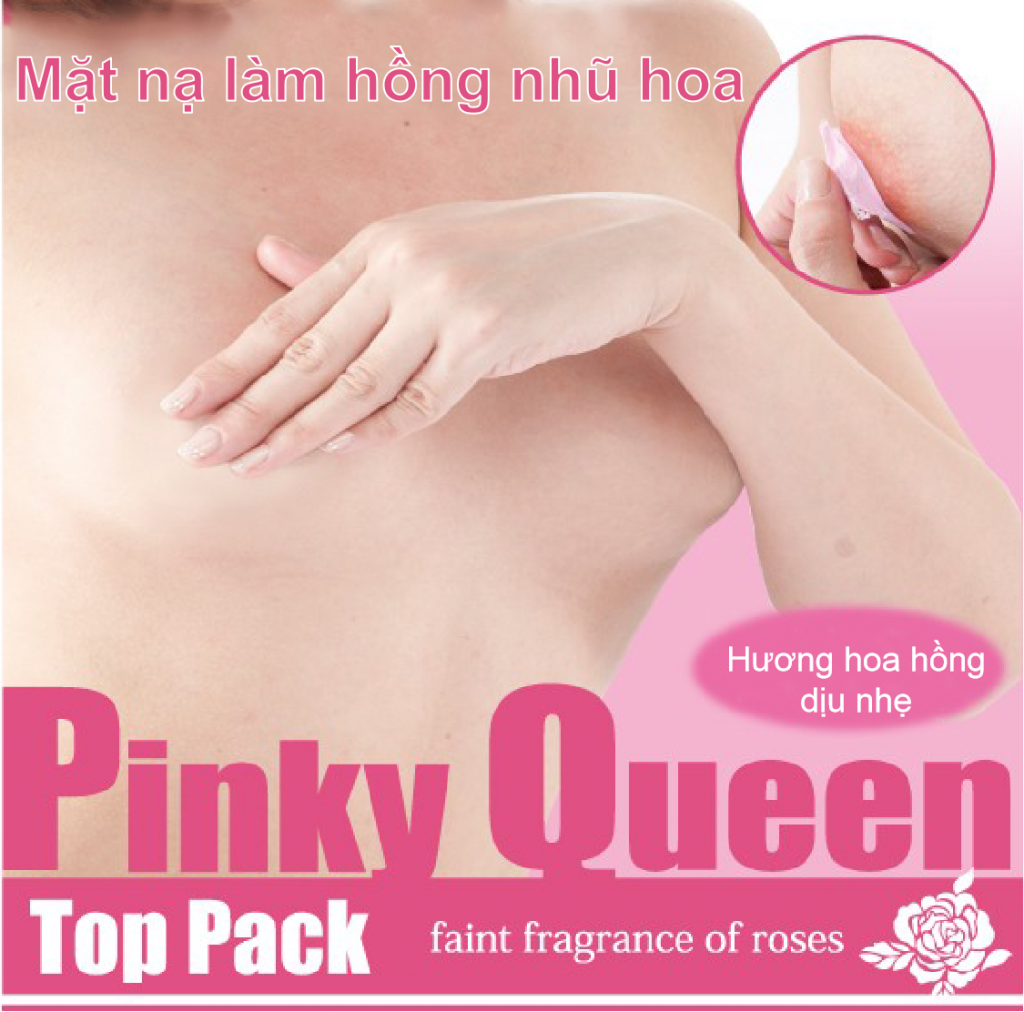 Mặt nạ làm hồng nhũ hoa
Hương hoa hồng
dịu nhẹ
Pinky Queen
Top Pack
faint fragrance of roses